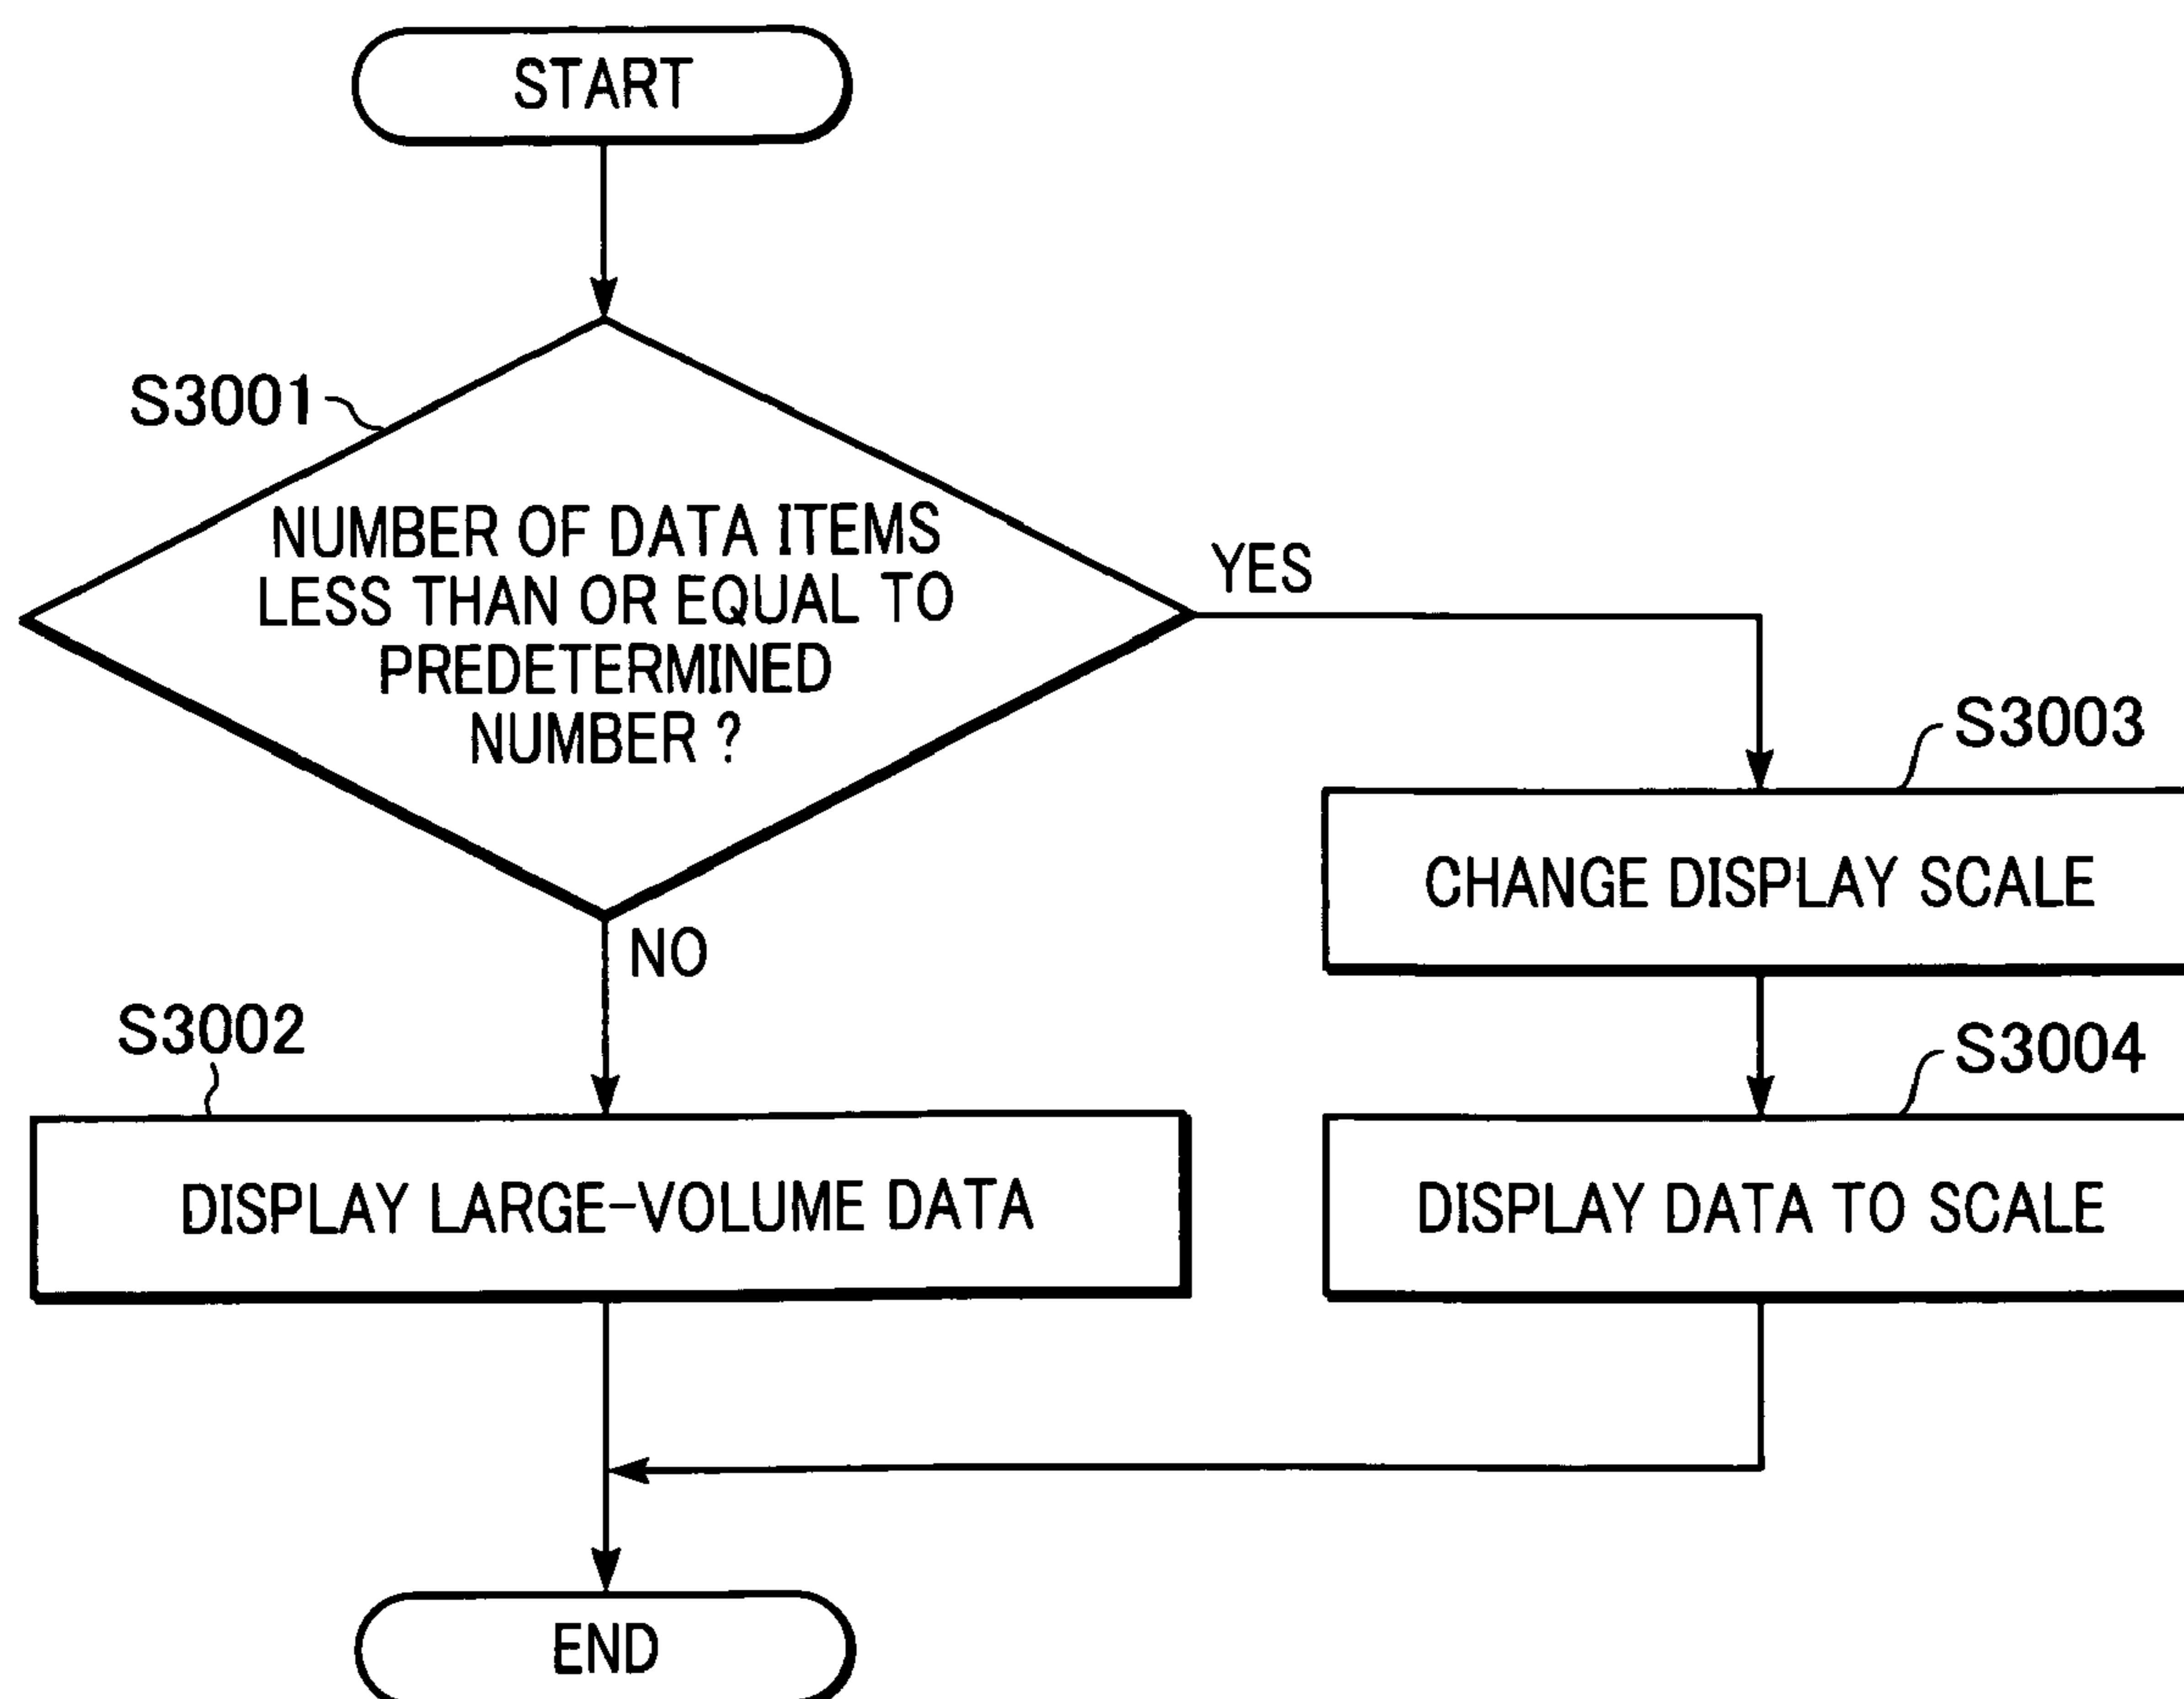 START
S3001
NUMBER OF DATA ITEMS
LESS THAN OR EQUAL TO
PREDETERMINED
NUMBER ?
YES
NO
S3003
CHANGE DISPLAY SCALE
S3002
DISPLAY LARGE-VOLUME DATA
S3004
DISPLAY DATA TO SCALE
END